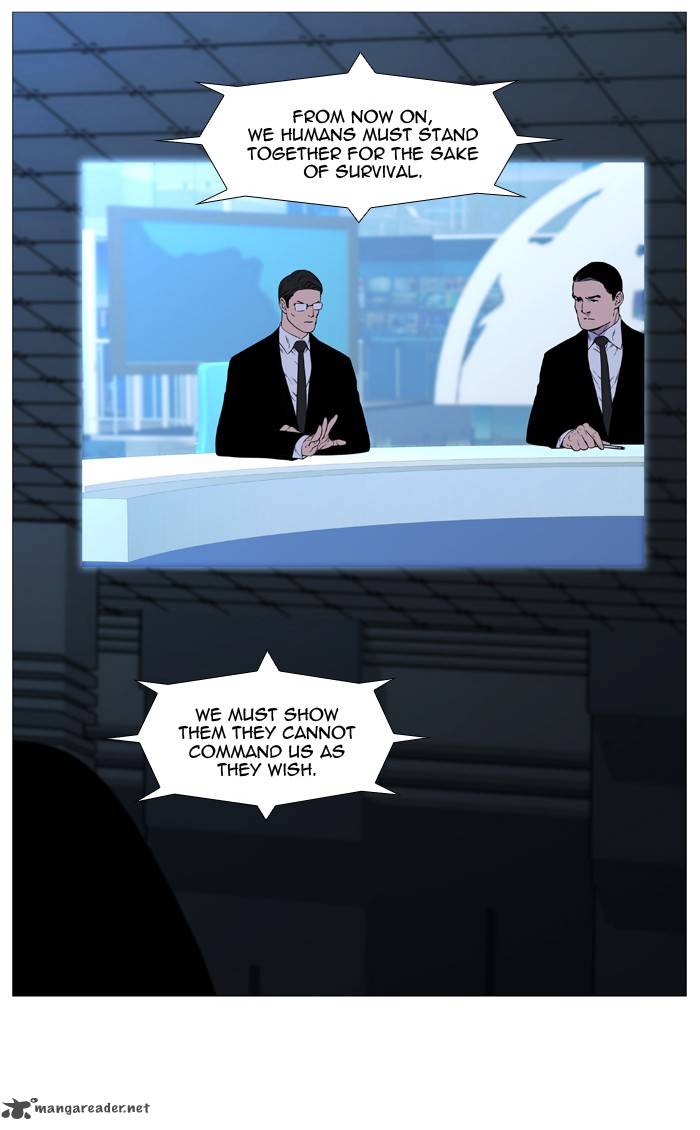 FROM NOW ON,
WE HUMANS MUST STAND
TOGETHER FOR THE SAKE
OF SURVIVAL.
WE MUST SHOW
THEM THEY CANNOT
COMMAND US AS
THEY WISH.
mangareader.net